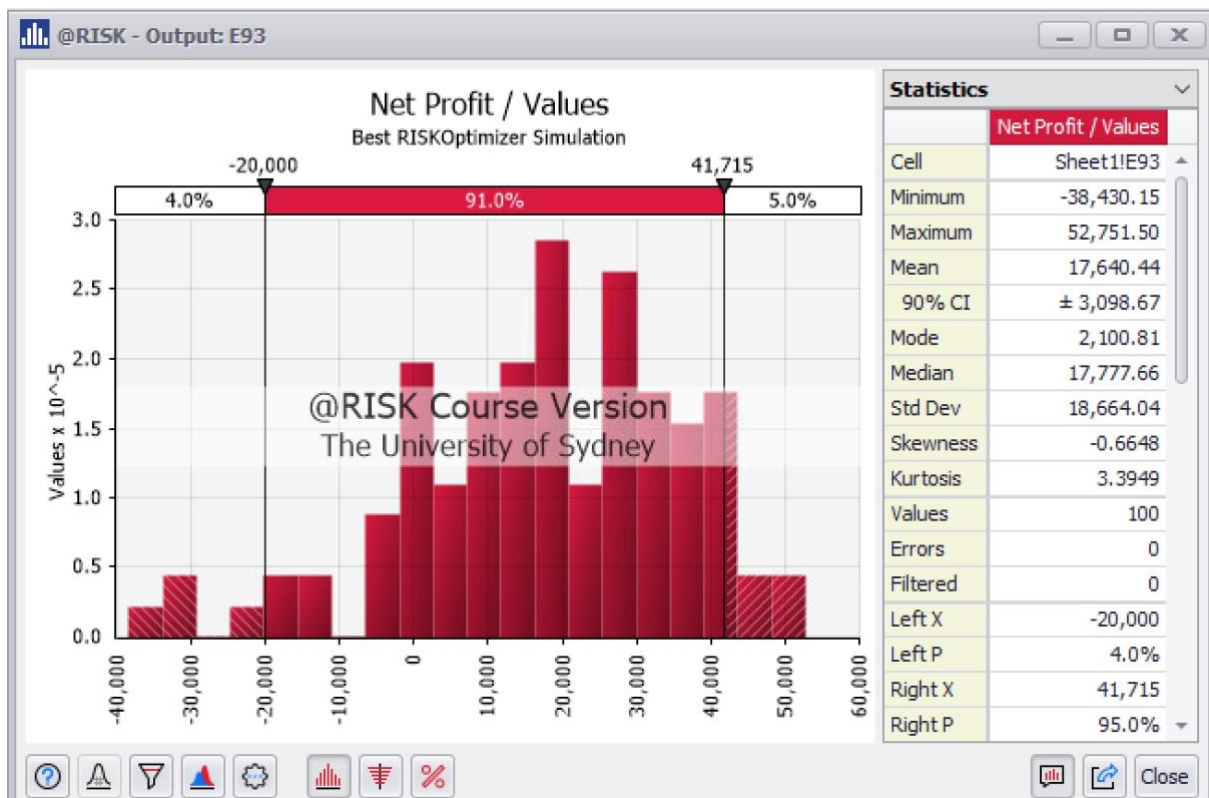 @RISK - Output: E93
Net Profit / Values
Best RISKOptimizer Simulation
-20,000 41,715
4.0% 91.0% 5.0%
3.0
2.5
2.0
1.5
1.0
0.5
0.0
Values x 10^-5
@RISK Course Version
The University of Sydney
-40,000 -30,000 -20,000 -10,000 0 10,000 20,000 30,000 40,000 50,000 60,000
Statistics
Net Profit / Values
Cell Sheet1!E93
Minimum -38,430.15
Maximum 52,751.50
Mean 17,640.44
90% CI ± 3,098.67
Mode 2,100.81
Median 17,777.66
Std Dev 18,664.04
Skewness -0.6648
Kurtosis 3.3949
Values 100
Errors 0
Filtered 0
Left X -20,000
Left P 4.0%
Right X 41,715
Right P 95.0%
Close